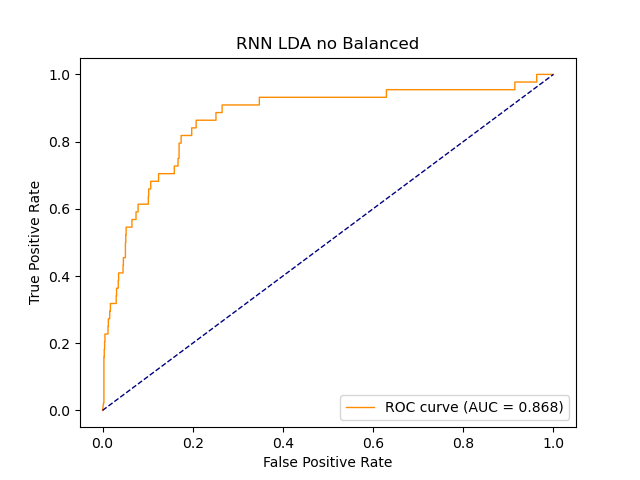 RNN LDA no Balanced
True Positive Rate
1.0
0.8
0.6
0.4
0.2
0.0
0.0 0.2 0.4 0.6 0.8 1.0
False Positive Rate
ROC curve (AUC = 0.868)